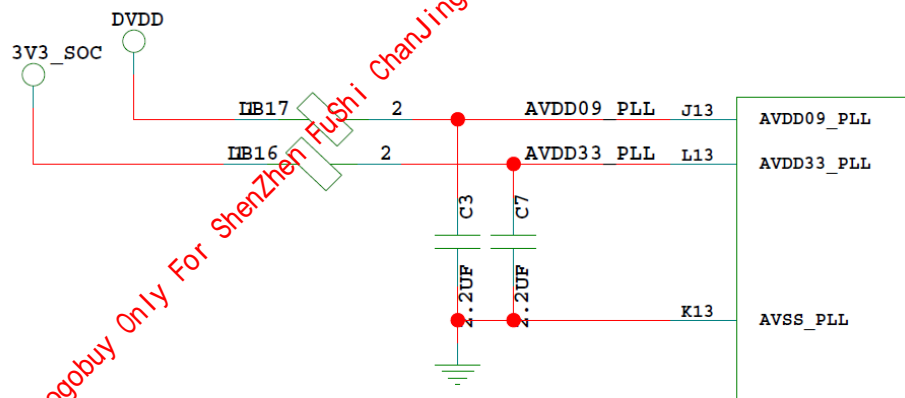 DVDD
3V3_SOC
LB17 2 AVDD09_PLL J13 AVDD09_PLL
LB16 2 AVDD33_PLL L13 AVDD33_PLL
C3 C7
2.2UF 2.2UF
K13 AVSS_PLL
ogobuy Only For ShenZhen FuShi ChanJing